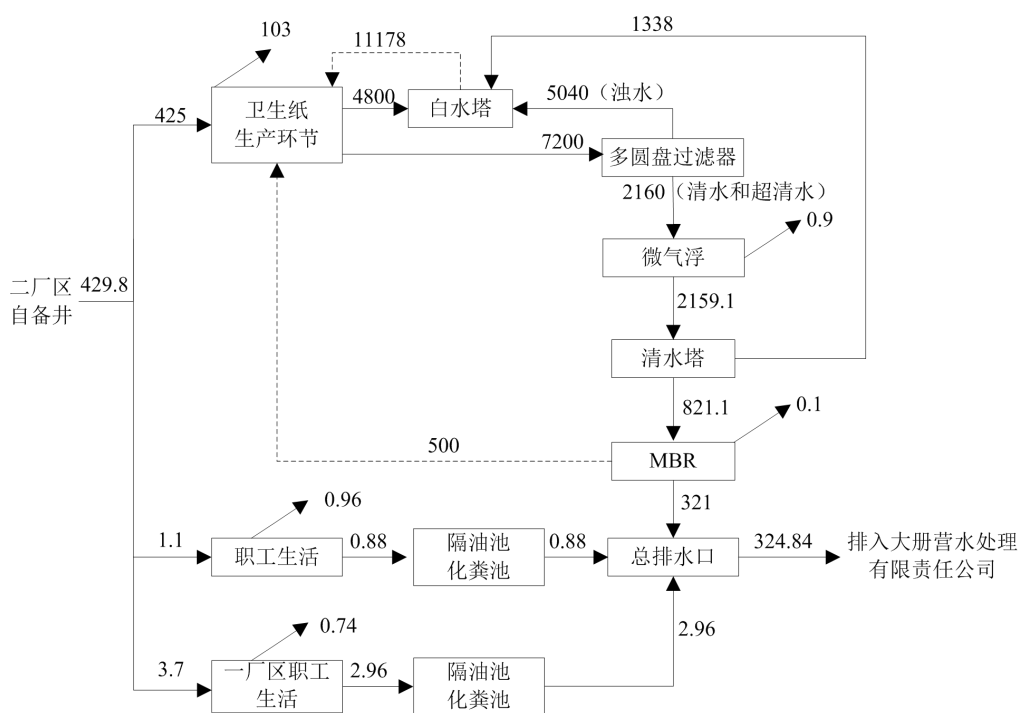 103
11178
1338
425
卫生纸
生产环节
4800
白水塔
5040（浊水）
7200
多圆盘过滤器
2160（清水和超清水）
0.9
微气浮
二厂区
自备井
429.8
2159.1
清水塔
821.1
0.1
500
MBR
321
0.96
1.1
职工生活
0.88
隔油池
化粪池
0.88
总排水口
324.84
排入大册营水处理
有限责任公司
0.74
2.96
3.7
一厂区职工
生活
2.96
隔油池
化粪池